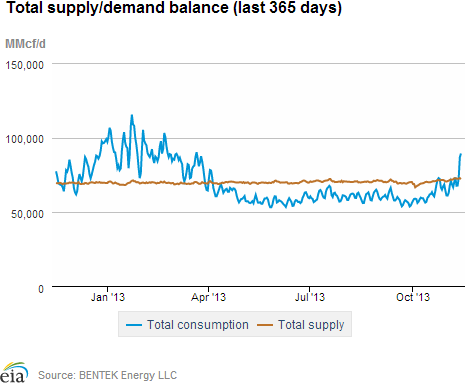 Total supply/demand balance (last 365 days)
MMcf/d
150,000
100,000
50,000
0
Jan '13 Apr '13 Jul '13 Oct '13
Total consumption Total supply
eia Source: BENTEK Energy LLC